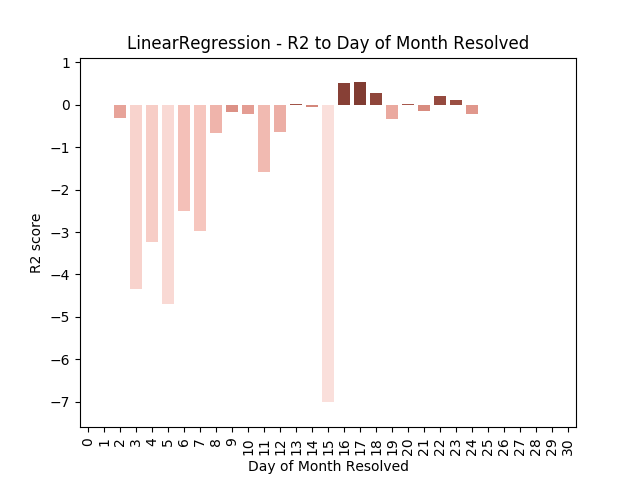 LinearRegression - R2 to Day of Month Resolved
R2 score
1
0
−1
−2
−3
−4
−5
−6
−7
0 1 2 3 4 5 6 7 8 9 10 11 12 13 14 15 16 17 18 19 20 21 22 23 24 25 26 27 28 29 30
Day of Month Resolved